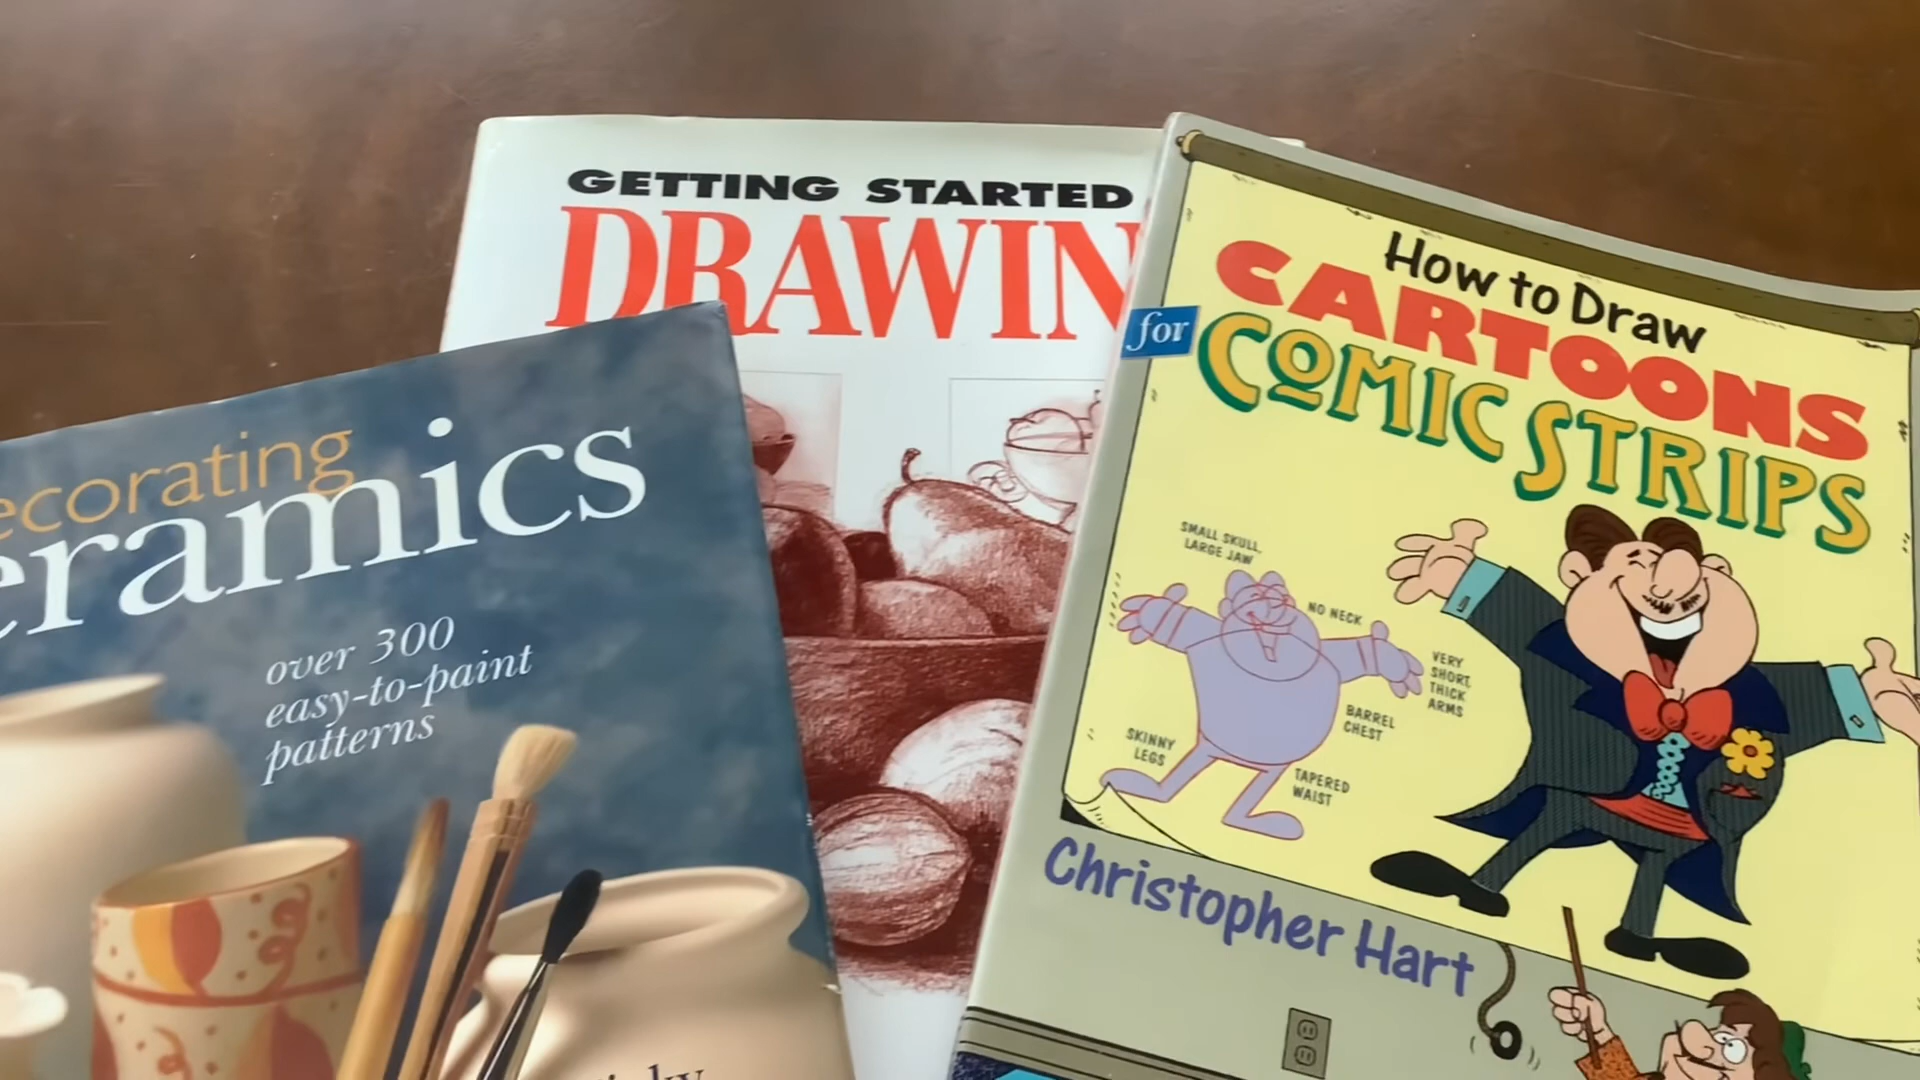 GETTING STARTED
DRAWIN
How to Draw
CARTOONS
for
COMIC STRIPS
SMALL SKULL,
LARGE JAW
NO NECK
VERY
SHORT,
THICK
ARMS
BARREL
CHEST
SKINNY
LEGS
TAPERED
WAIST
Christopher Hart
ecorating
eramics
over 300
easy-to-paint
patterns